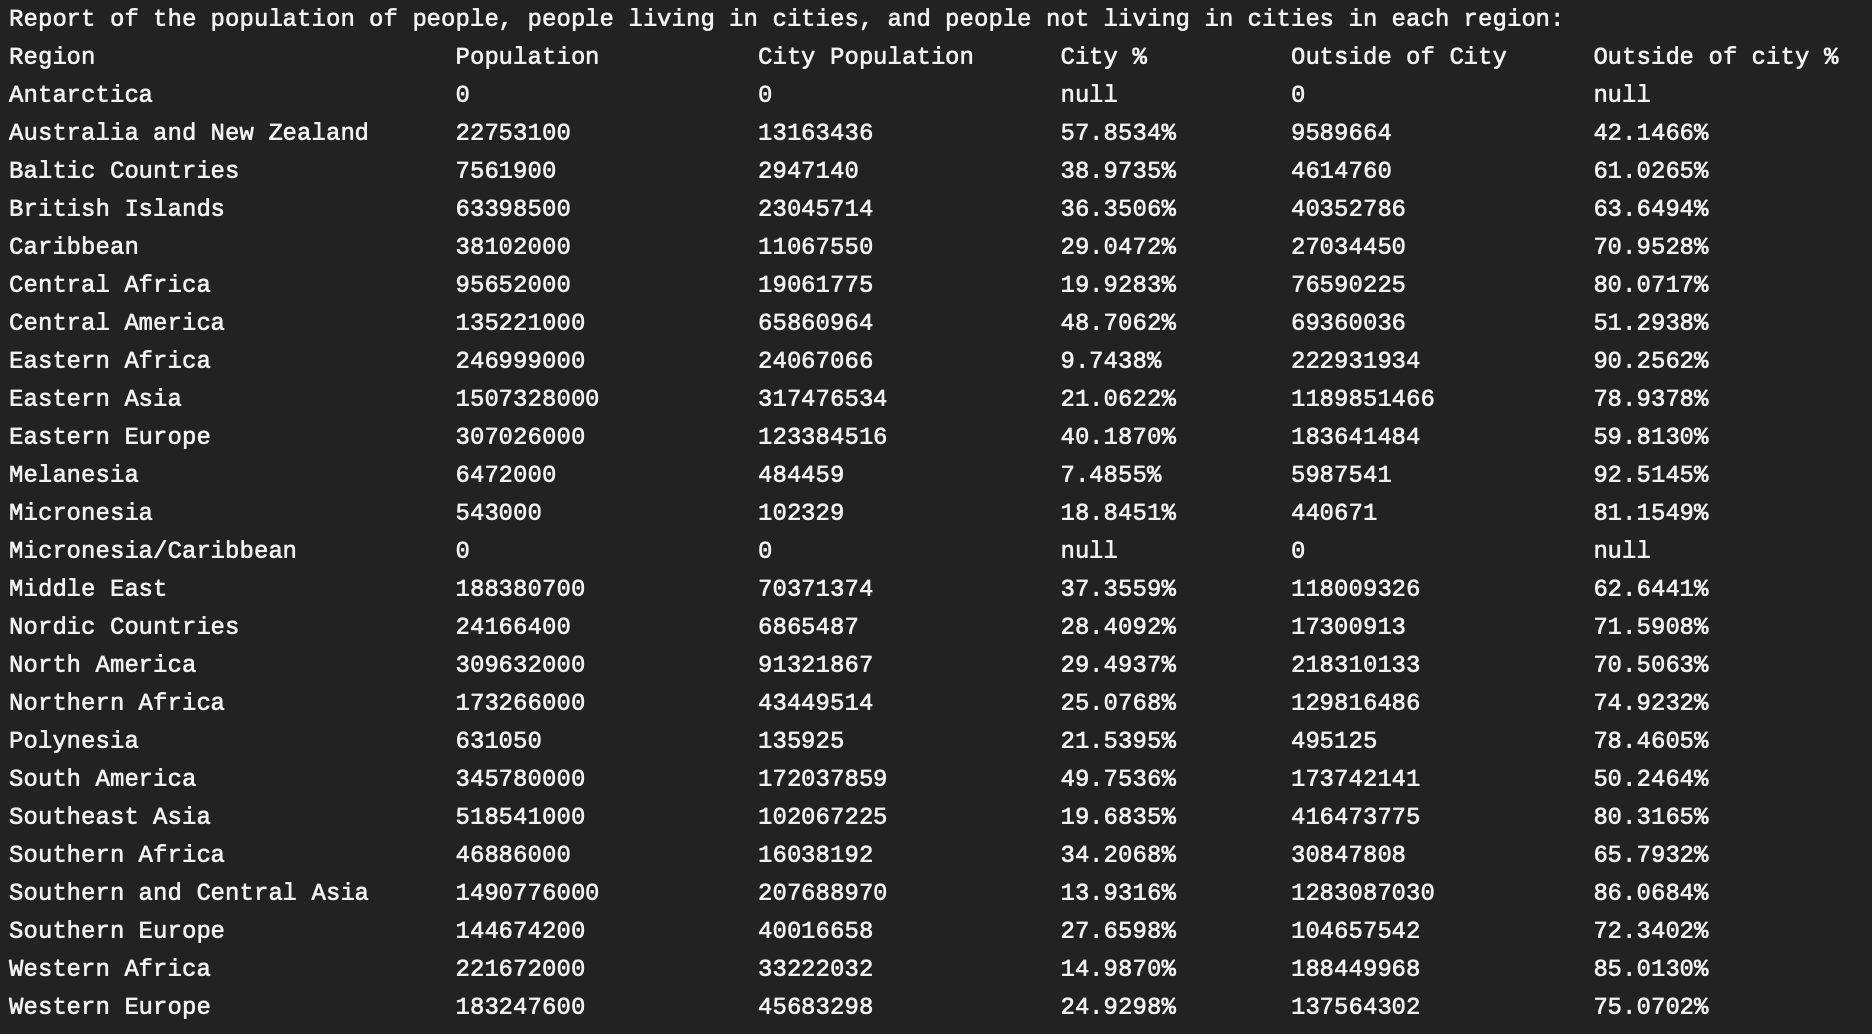 Report of the population of people, people living in cities, and people not living in cities in each region:
Region Population City Population City % Outside of City Outside of city %
Antarctica 0 0 null 0 null
Australia and New Zealand 22753100 13163436 57.8534% 9589664 42.1466%
Baltic Countries 7561900 2947140 38.9735% 4614760 61.0265%
British Islands 63398500 23045714 36.3506% 40352786 63.6494%
Caribbean 38102000 11067550 29.0472% 27034450 70.9528%
Central Africa 95652000 19061775 19.9283% 76590225 80.0717%
Central America 135221000 65860964 48.7062% 69360036 51.2938%
Eastern Africa 246999000 24067066 9.7438% 222931934 90.2562%
Eastern Asia 1507328000 317476534 21.0622% 1189851466 78.9378%
Eastern Europe 307026000 123384516 40.1870% 183641484 59.8130%
Melanesia 6472000 484459 7.4855% 5987541 92.5145%
Micronesia 543000 102329 18.8451% 440671 81.1549%
Micronesia/Caribbean 0 0 null 0 null
Middle East 188380700 70371374 37.3559% 118009326 62.6441%
Nordic Countries 24166400 6865487 28.4092% 17300913 71.5908%
North America 309632000 91321867 29.4937% 218310133 70.5063%
Northern Africa 173266000 43449514 25.0768% 129816486 74.9232%
Polynesia 631050 135925 21.5395% 495125 78.4605%
South America 345780000 172037859 49.7536% 173742141 50.2464%
Southeast Asia 518541000 102067225 19.6835% 416473775 80.3165%
Southern Africa 46886000 16038192 34.2068% 30847808 65.7932%
Southern and Central Asia 1490776000 207688970 13.9316% 1283087030 86.0684%
Southern Europe 144674200 40016658 27.6598% 104657542 72.3402%
Western Africa 221672000 33222032 14.9870% 188449968 85.0130%
Western Europe 183247600 45683298 24.9298% 137564302 75.0702%